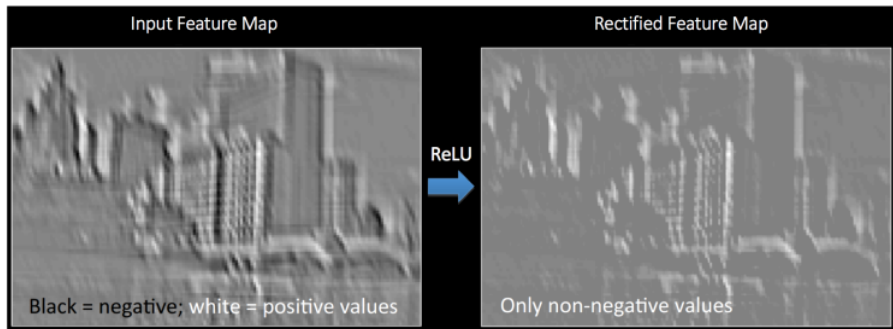 Input Feature Map
Rectified Feature Map
ReLU
Black = negative; white = positive values
Only non-negative values